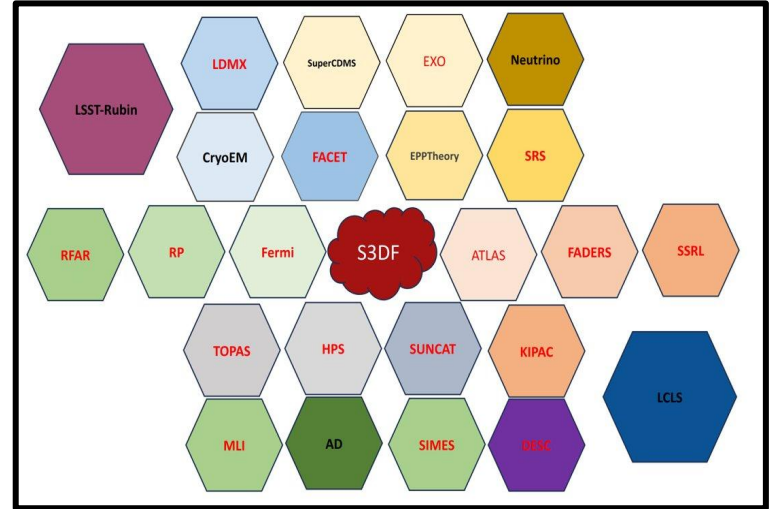 LSST-Rubin
LDMX
SuperCDMS
EXO
Neutrino
CryoEM
FACET
EPPTheory
SRS
RFAR
RP
Fermi
S3DF
ATLAS
FADERS
SSRL
TOPAS
HPS
SUNCAT
KIPAC
LCLS
MLI
AD
SIMES
DESC